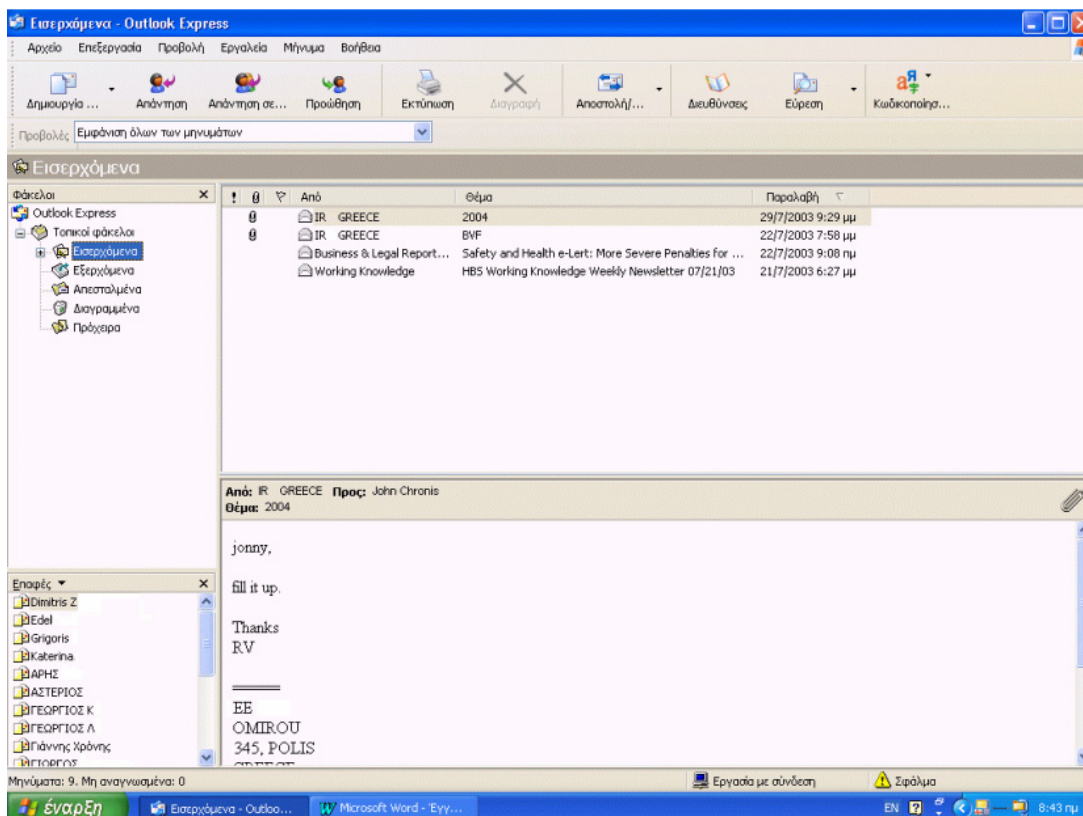 Εισερχόμενα - Outlook Express
Αρχείο Επεξεργασία Προβολή Εργαλεία Μήνυμα Βοήθεια
Δημιουργία ... Απάντηση Απάντηση σε... Προώθηση Εκτύπωση Διαγραφή Αποστολή/... Διευθύνσεις Εύρεση Κωδικοποίησ...
Προβολές Εμφάνιση όλων των μηνυμάτων
Εισερχόμενα
Φάκελοι
Outlook Express
Τοπικοί φάκελοι
Εισερχόμενα
Εξερχόμενα
Απεσταλμένα
Διαγραμμένα
Πρόχειρα
Από Θέμα Παραλαβή
IR GREECE 2004 29/7/2003 9:29 μμ
IR GREECE BVF 22/7/2003 7:58 μμ
Business & Legal Report... Safety and Health e-Lert: More Severe Penalties for ... 22/7/2003 9:08 πμ
Working Knowledge HBS Working Knowledge Weekly Newsletter 07/21/03 21/7/2003 6:27 μμ
Από: IR GREECE Προς: John Chronis
Θέμα: 2004
jonny,
fill it up.
Thanks
RV
EE
OMIROU
345, POLIS
GREECE
Επαφές
Dimitris Z
Edel
Grigoris
Katerina
ΑΡΗΣ
ΑΣΤΕΡΙΟΣ
ΓΕΩΡΓΙΟΣ Κ
ΓΕΩΡΓΙΟΣ Λ
Γιάννης Χρόνης
ΓΙΩΡΓΟΣ
Μηνύματα: 9. Μη αναγνωσμένα: 0 Εργασία με σύνδεση Σφάλμα
έναρξη Εισερχόμενα - Outloo... Microsoft Word - Έγγ... EN 8:43 πμ